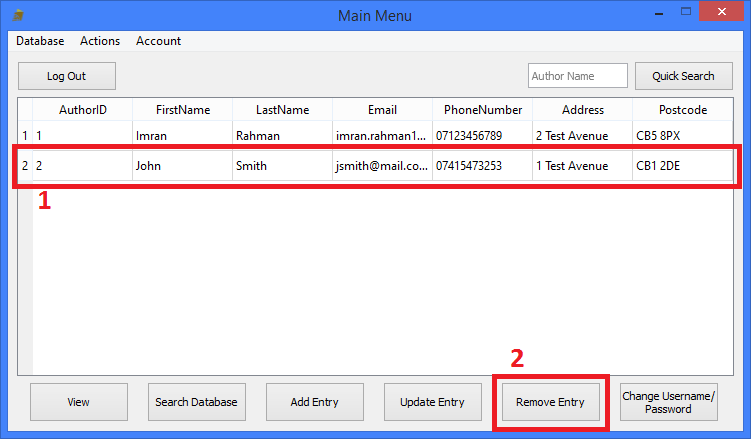 Main Menu
Database Actions Account
Log Out Author Name Quick Search
AuthorID FirstName LastName Email PhoneNumber Address Postcode
1 1 Imran Rahman imran.rahman1... 07123456789 2 Test Avenue CB5 8PX
2 2 John Smith jsmith@mail.co... 07415473253 1 Test Avenue CB1 2DE
1
2
View Search Database Add Entry Update Entry Remove Entry Change Username/
Password